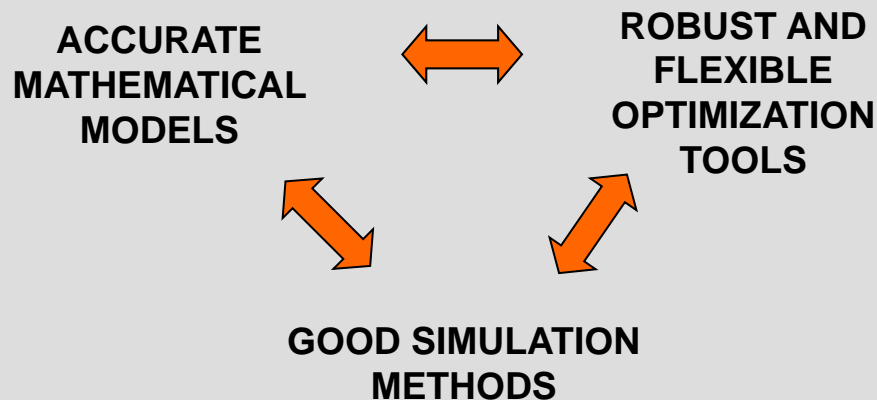 ACCURATE
MATHEMATICAL
MODELS
ROBUST AND
FLEXIBLE
OPTIMIZATION
TOOLS
GOOD SIMULATION
METHODS